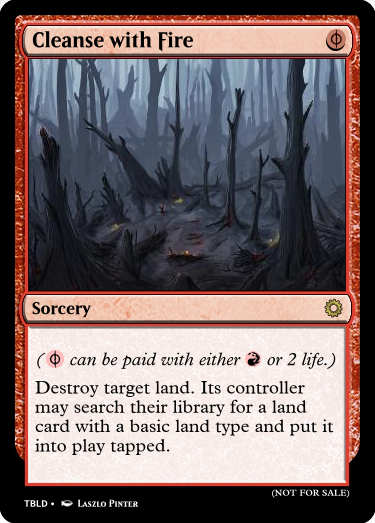 Cleanse with Fire
Sorcery
( can be paid with either or 2 life.)
Destroy target land. Its controller
may search their library for a land
card with a basic land type and put it
into play tapped.
(NOT FOR SALE)
TBLD • Laszlo Pinter